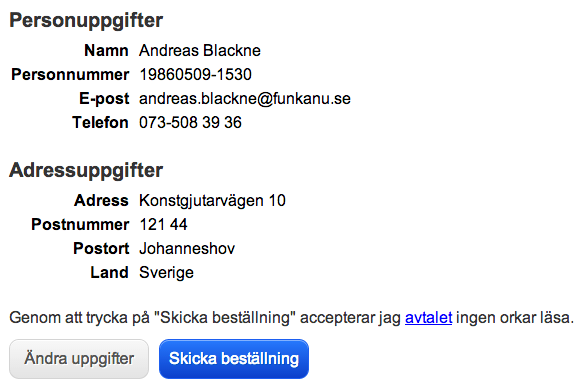 Personuppgifter
Namn Andreas Blackne
Personnummer 19860509-1530
E-post andreas.blackne@funkanu.se
Telefon 073-508 39 36
Adressuppgifter
Adress Konstgjutarvägen 10
Postnummer 121 44
Postort Johanneshov
Land Sverige
Genom att trycka på "Skicka beställning" accepterar jag avtalet ingen orkar läsa.
Ändra uppgifter Skicka beställning